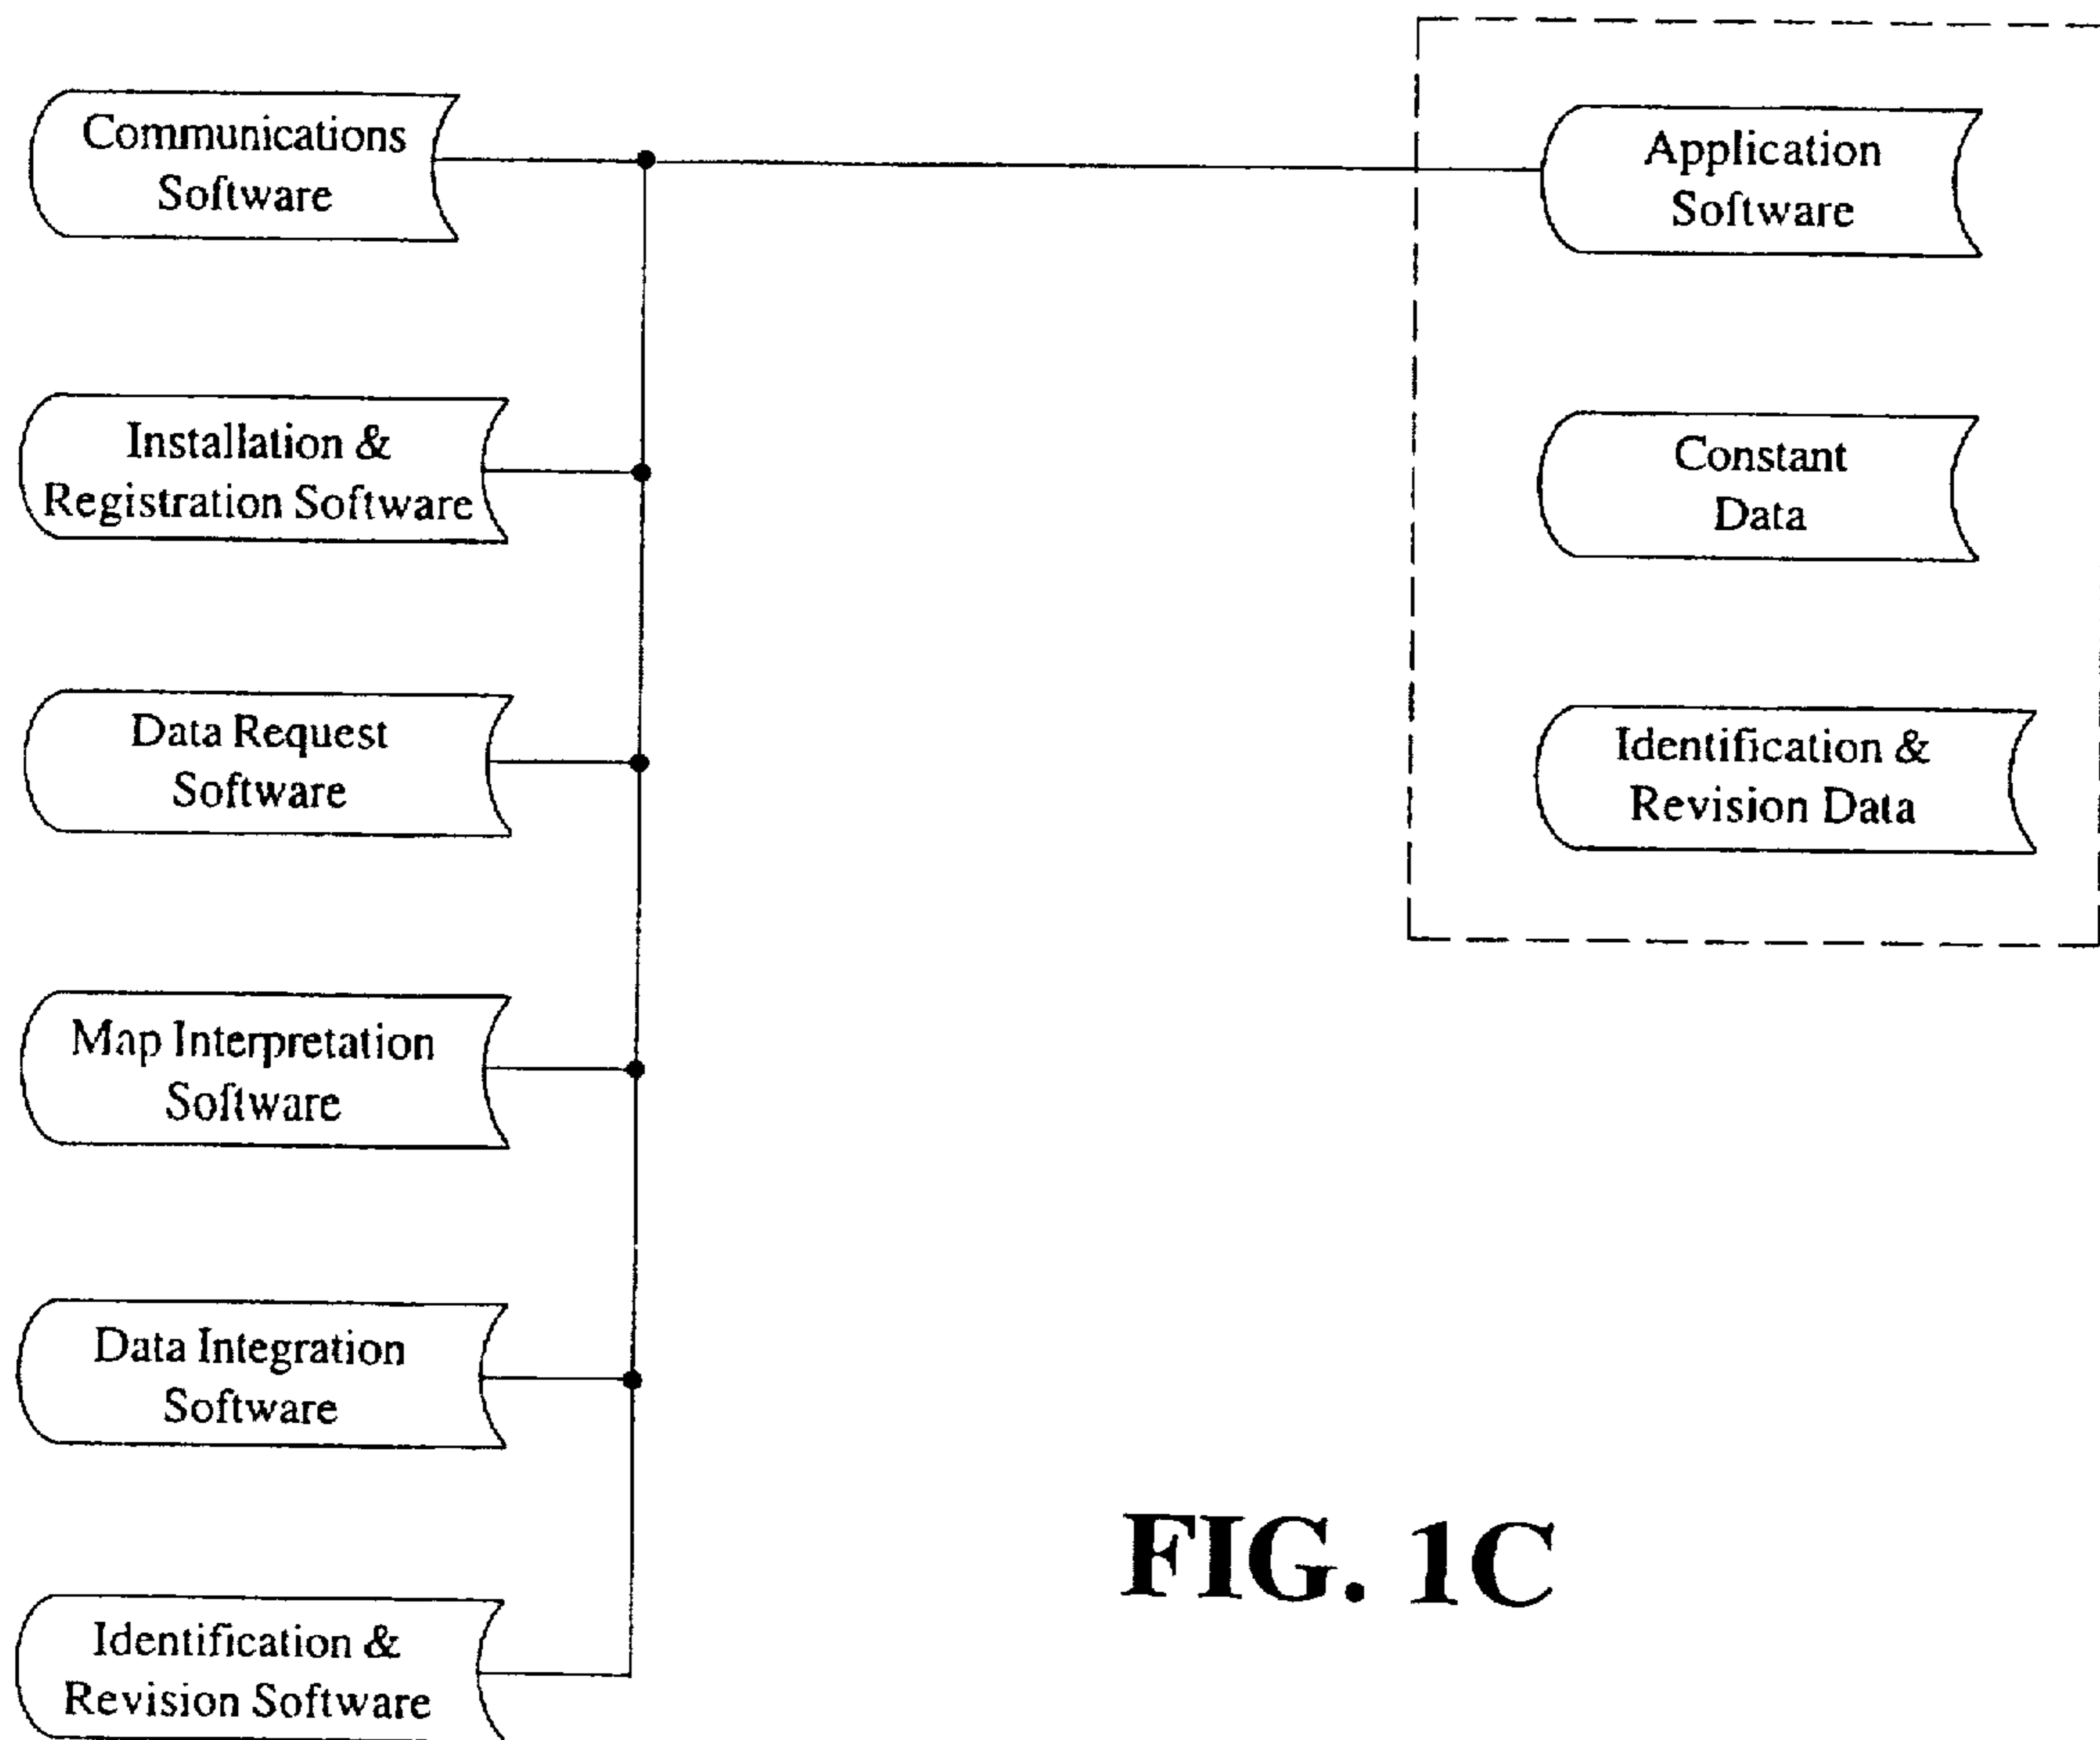 Communications
Software
Application
Software
Installation &
Registration Software
Constant
Data
Data Request
Software
Identification &
Revision Data
Map Interpretation
Software
Data Integration
Software
Identification &
Revision Software
FIG. 1C